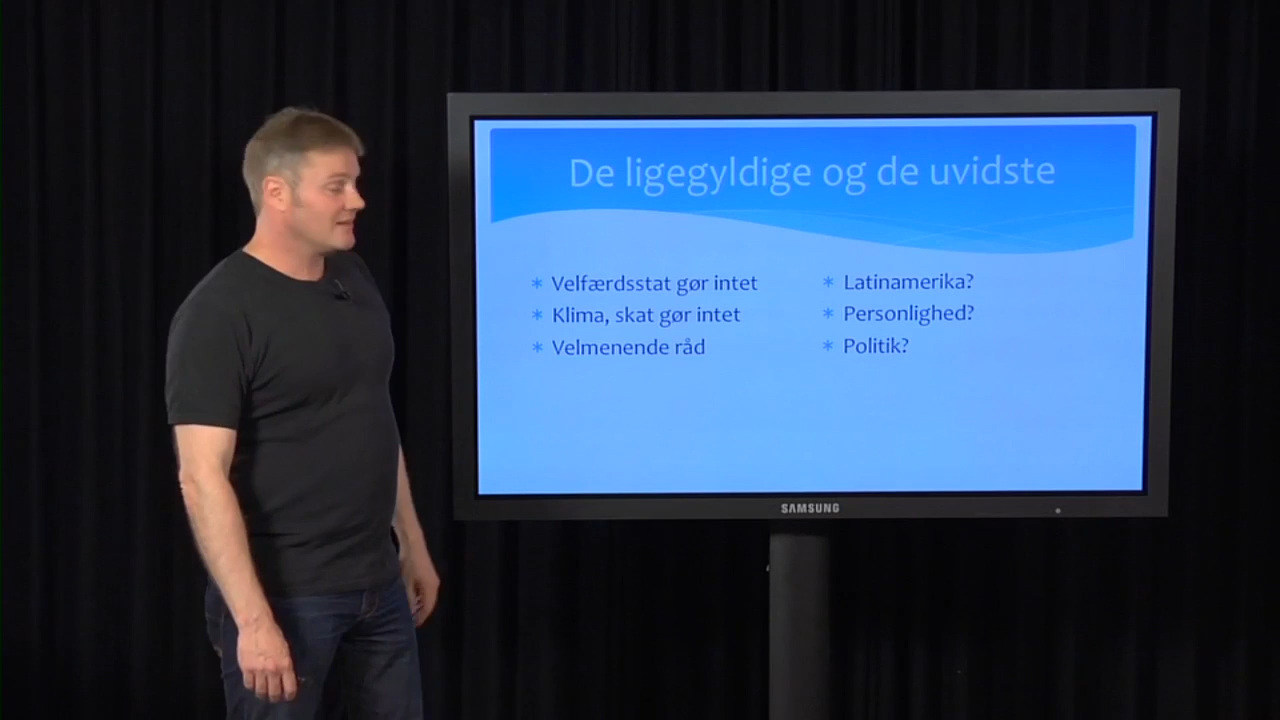 De ligegyldige og de uvidste
* Velfærdsstat gør intet
* Klima, skat gør intet
* Velmenende råd
* Latinamerika?
* Personlighed?
* Politik?
SAMSUNG